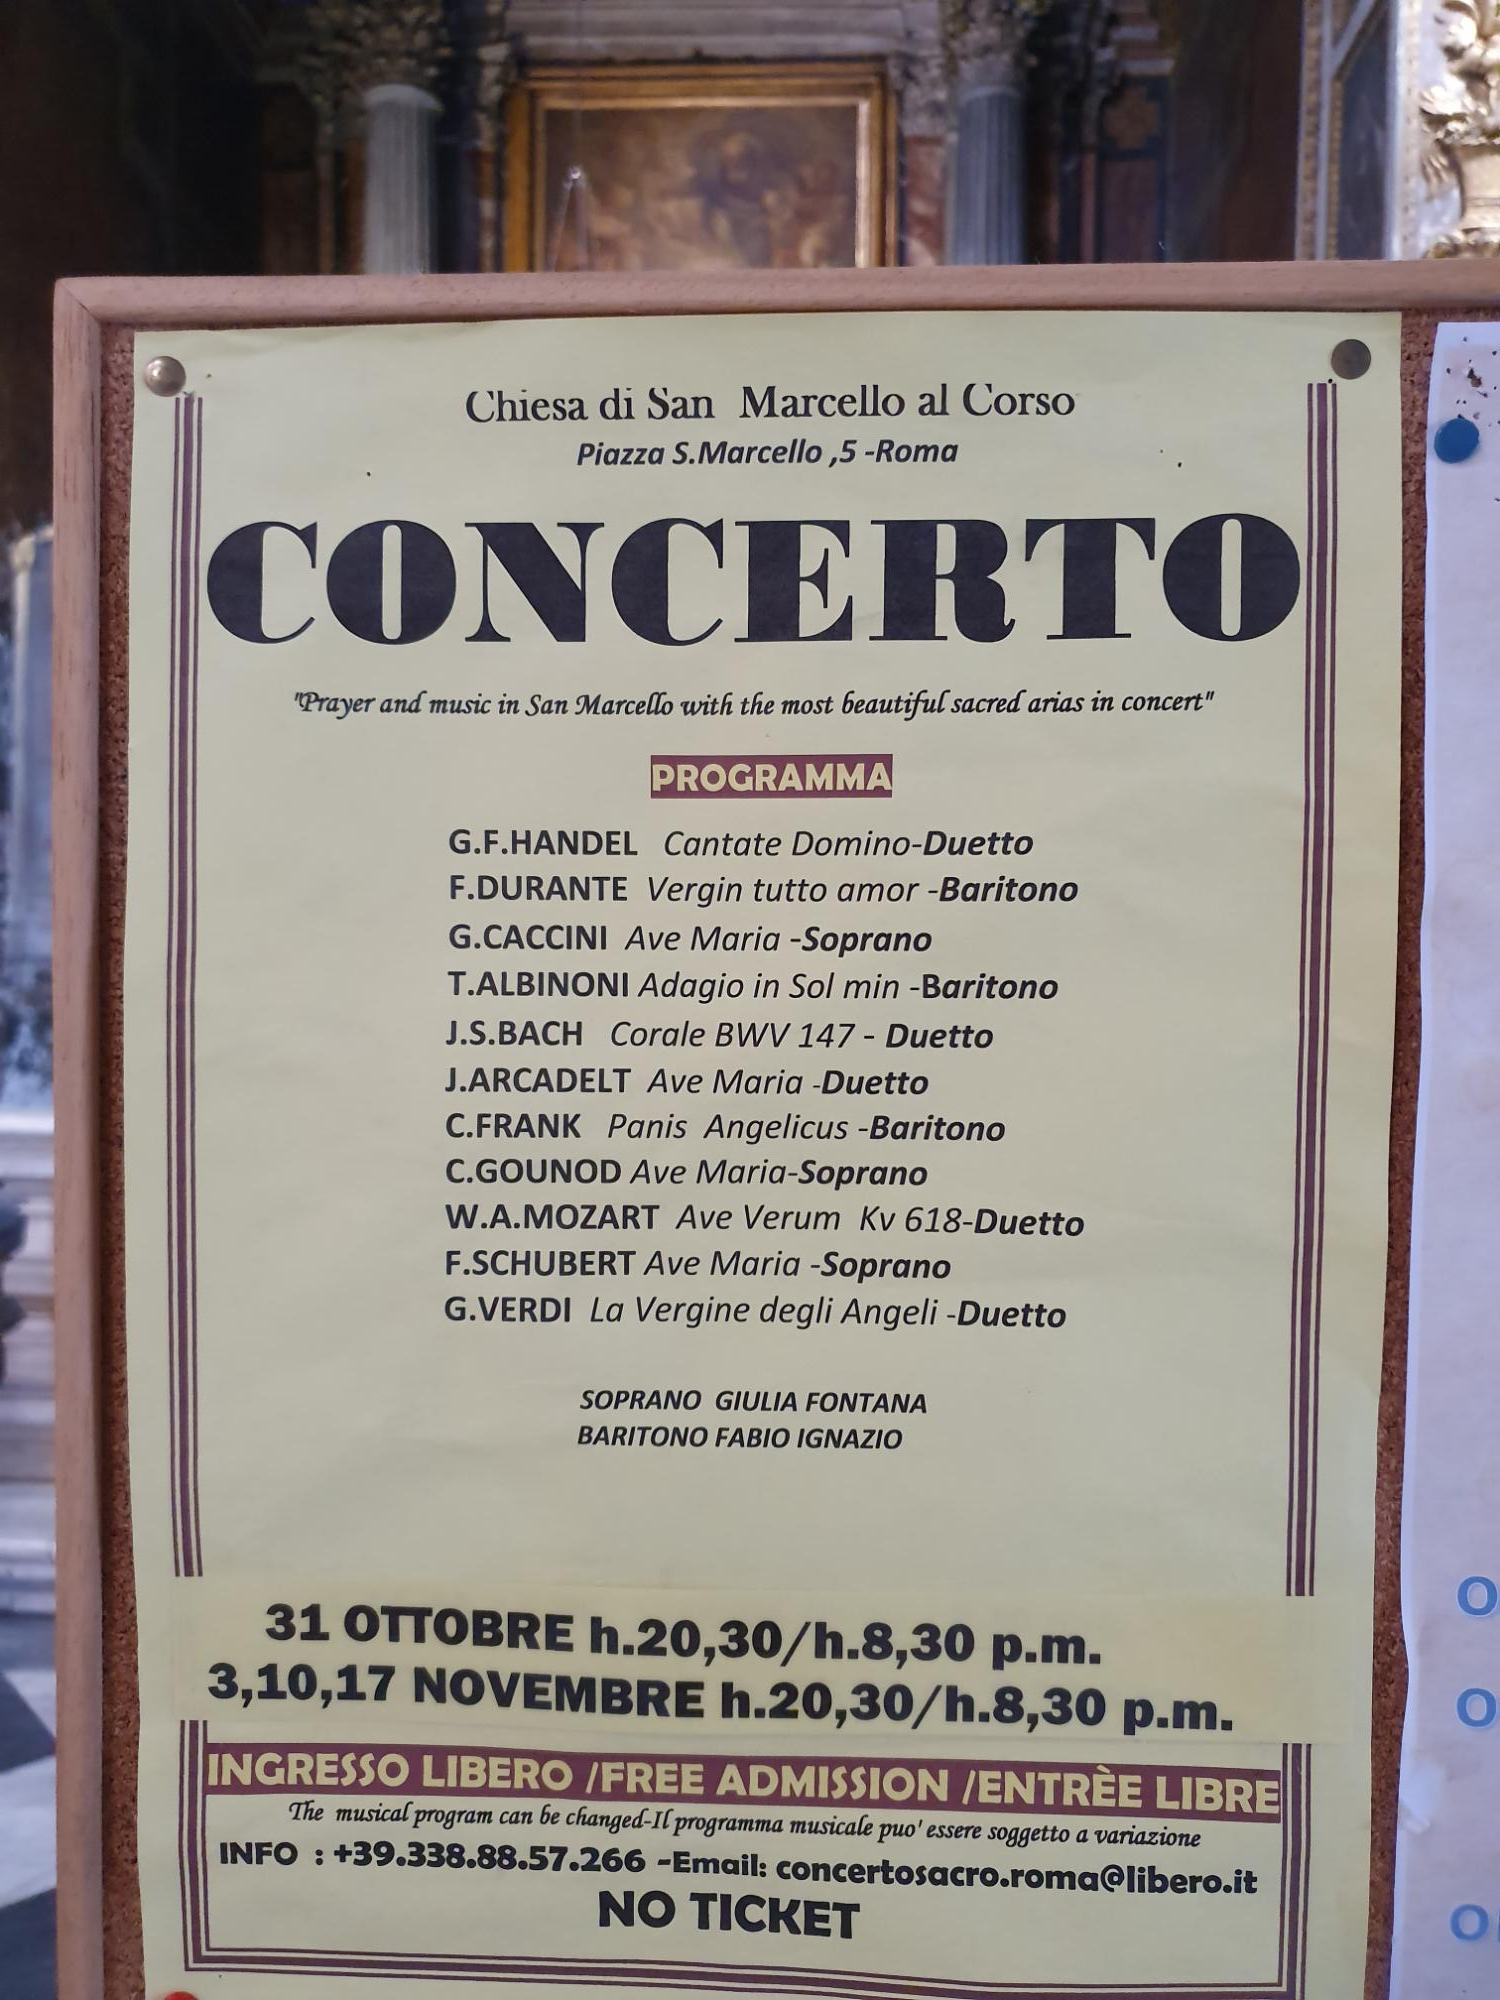 Chiesa di San Marcello al Corso
Piazza S.Marcello ,5 -Roma
CONCERTO
"Prayer and music in San Marcello with the most beautiful sacred arias in concert"
PROGRAMMA
G.F.HANDEL Cantate Domino-Duetto
F.DURANTE Vergin tutto amor -Baritono
G.CACCINI Ave Maria -Soprano
T.ALBINONI Adagio in Sol min -Baritono
J.S.BACH Corale BWV 147 - Duetto
J.ARCADELT Ave Maria -Duetto
C.FRANK Panis Angelicus -Baritono
C.GOUNOD Ave Maria-Soprano
W.A.MOZART Ave Verum Kv 618-Duetto
F.SCHUBERT Ave Maria -Soprano
G.VERDI La Vergine degli Angeli -Duetto
SOPRANO GIULIA FONTANA
BARITONO FABIO IGNAZIO
31 OTTOBRE h.20,30/h.8,30 p.m.
3,10,17 NOVEMBRE h.20,30/h.8,30 p.m.
INGRESSO LIBERO /FREE ADMISSION /ENTRÈE LIBRE
The musical program can be changed-Il programma musicale puo' essere soggetto a variazione
INFO : +39.338.88.57.266 -Email: concertosacro.roma@libero.it
NO TICKET